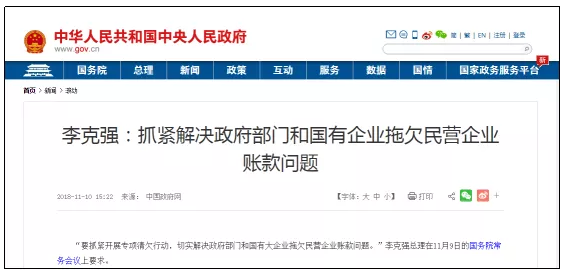 中华人民共和国中央人民政府
www.gov.cn
简 | 繁 | EN | 注册 | 登录
国务院 总理 新闻 政策 互动 服务 数据 国情 国家政务服务平台 新
首页 > 新闻 > 滚动
李克强：抓紧解决政府部门和国有企业拖欠民营企业
账款问题
2018-11-10 15:22 来源： 中国政府网 【字体：大 中 小】 打印 +
“要抓紧开展专项清欠行动，切实解决政府部门和国有大企业拖欠民营企业账款问题。”李克强总理在11月9日的国务院常
务会议上要求。